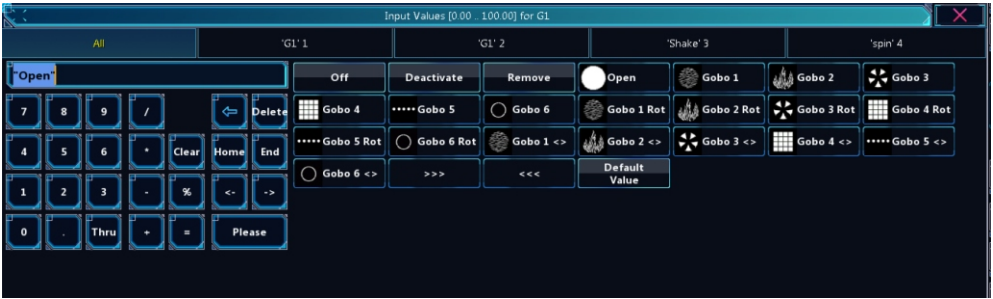 Input Values [0.00 .. 100.00] for G1
All 'G1' 1 'G1' 2 'Shake' 3 'spin' 4
"Open" Off Deactivate Remove Open Gobo 1 Gobo 2 Gobo 3
7 8 9 / Delete Gobo 4 Gobo 5 Gobo 6 Gobo 1 Rot Gobo 2 Rot Gobo 3 Rot Gobo 4 Rot
4 5 6 * Clear Home End Gobo 5 Rot Gobo 6 Rot Gobo 1 <> Gobo 2 <> Gobo 3 <> Gobo 4 <> Gobo 5 <>
1 2 3 - % <- -> Gobo 6 <> >>> <<< Default
Value
0 . Thru + = Please